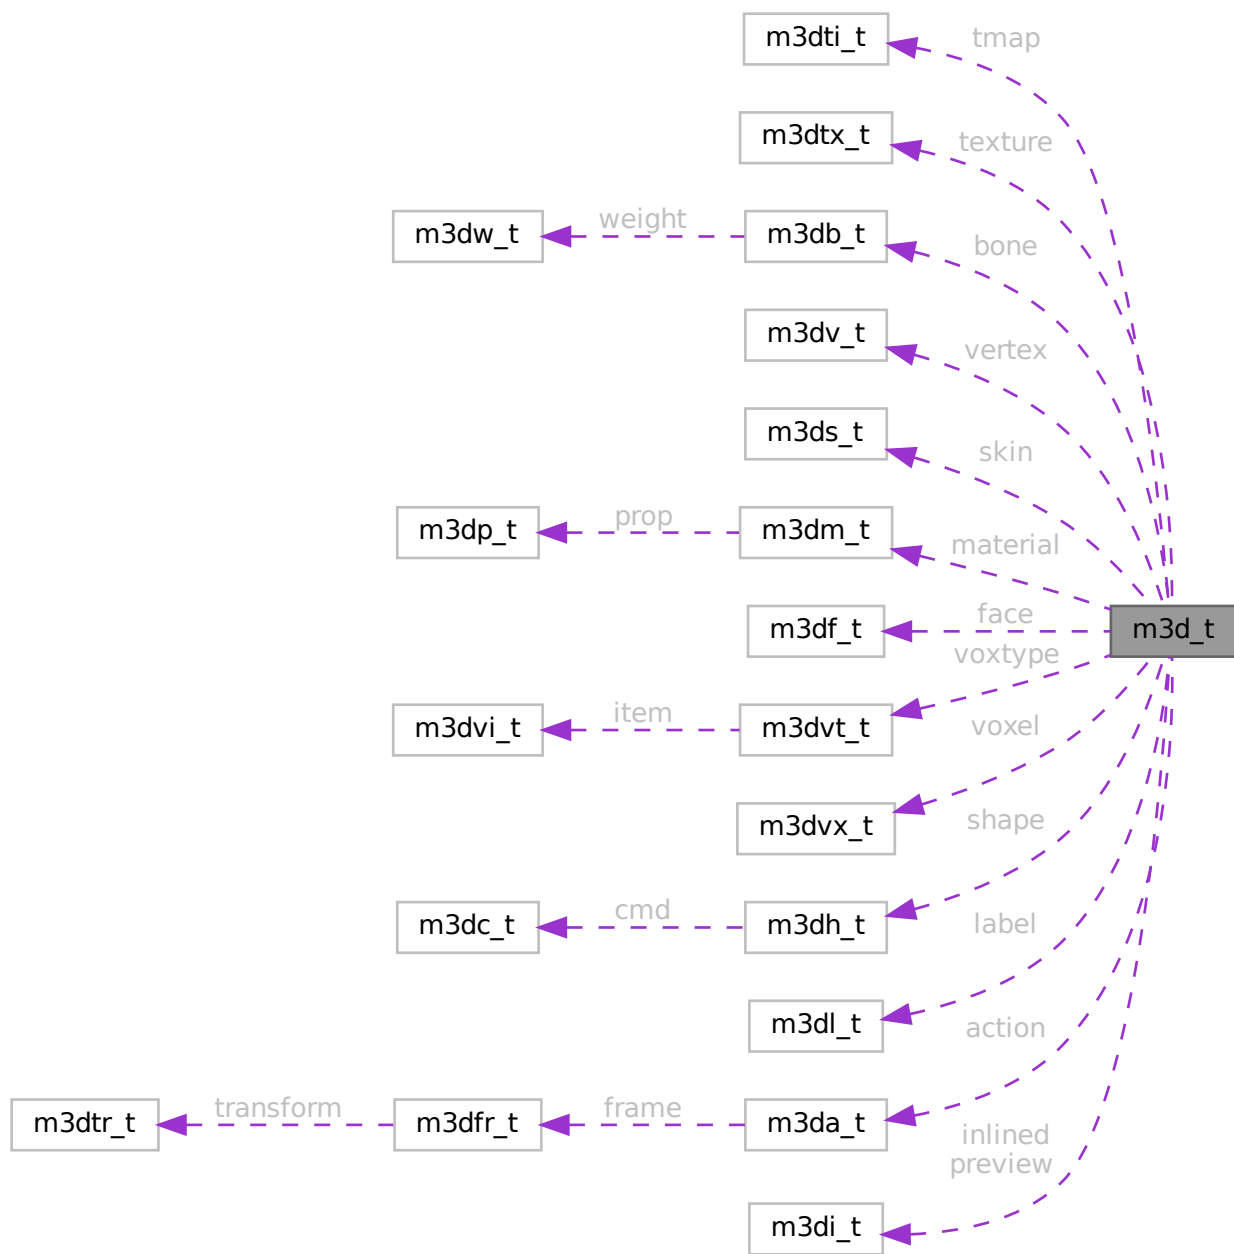 m3dti_t
tmap
m3dtx_t
texture
m3dw_t
weight
m3db_t
bone
m3dv_t
vertex
m3ds_t
skin
m3dp_t
prop
m3dm_t
material
m3df_t
face
m3d_t
voxtype
m3dvi_t
item
m3dvt_t
voxel
m3dvx_t
shape
m3dc_t
cmd
m3dh_t
label
m3dl_t
action
m3dtr_t
transform
m3dfr_t
frame
m3da_t
inlined
preview
m3di_t